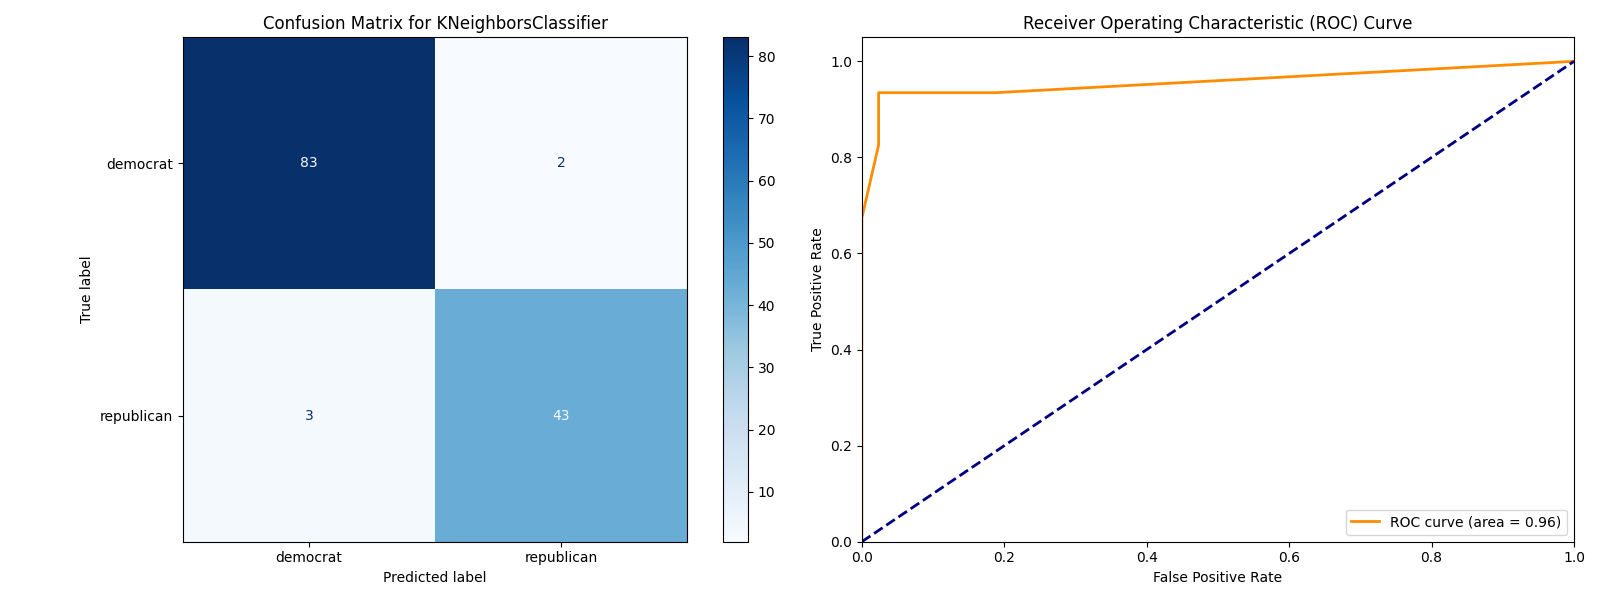 Confusion Matrix for KNeighborsClassifier
True label
democrat
republican
83
2
3
43
democrat
republican
Predicted label
80
70
60
50
40
30
20
10
Receiver Operating Characteristic (ROC) Curve
True Positive Rate
1.0
0.8
0.6
0.4
0.2
0.0
0.0
0.2
0.4
0.6
0.8
1.0
False Positive Rate
ROC curve (area = 0.96)